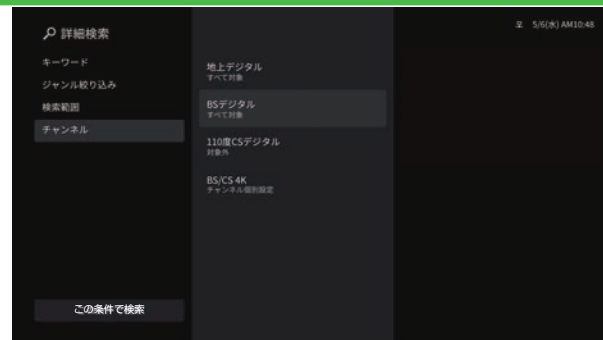 詳細検索
5/6(水) AM10:48
キーワード
ジャンル絞り込み
検索範囲
チャンネル
地上デジタル
すべて対象
BSデジタル
すべて対象
110度CSデジタル
対象外
BS/CS 4K
チャンネル個別設定
この条件で検索